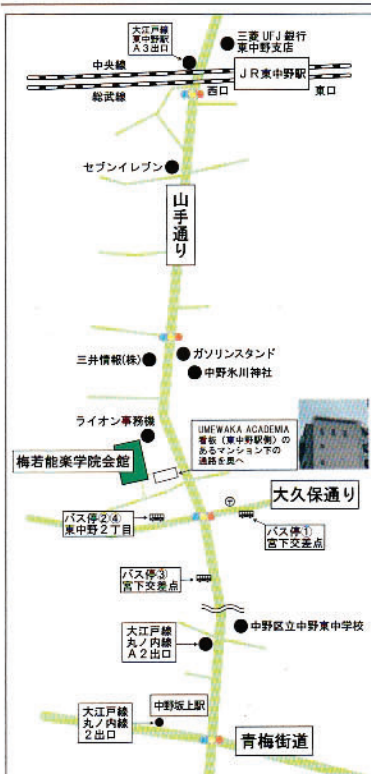 大江戸線
東中野駅
A3出口
三菱UFJ銀行
東中野支店
中央線
JR東中野駅
総武線
西口
東口
セブンイレブン
山手通り
三井情報(株)
ガソリンスタンド
中野氷川神社
ライオン事務機
UMEWAKA ACADEMIA
看板(東中野駅側)の
あるマンション下の
通路を奥へ
梅若能楽学院会館
大久保通り
〒
バス停②④
東中野2丁目
バス停①
宮下交差点
バス停③
宮下交差点
大江戸線
丸ノ内線
A2出口
中野区立中野東中学校
大江戸線
丸ノ内線
2出口
中野坂上駅
青梅街道